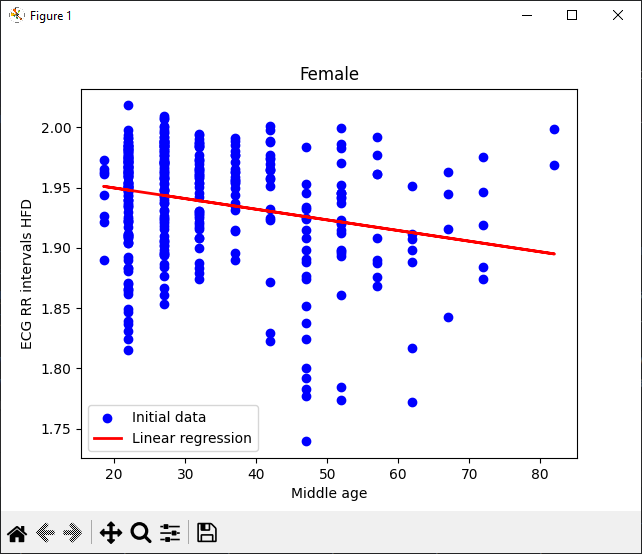 Figure 1
Female
2.00
1.95
1.90
1.85
1.80
1.75
ECG RR intervals HFD
Initial data
Linear regression
20 30 40 50 60 70 80
Middle age